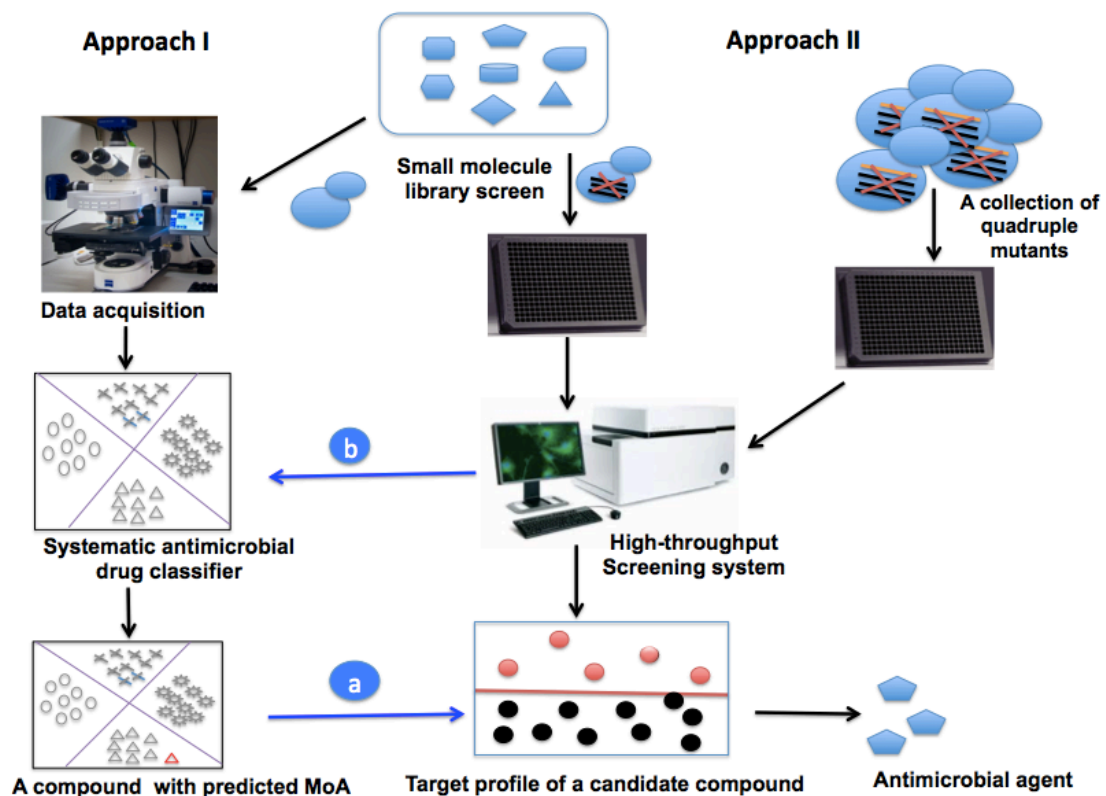 Approach I
Approach II
Small molecule
library screen
A collection of
quadruple
mutants
Data acquisition
b
Systematic antimicrobial
drug classifier
High-throughput
Screening system
a
A compound with predicted MoA
Target profile of a candidate compound
Antimicrobial agent